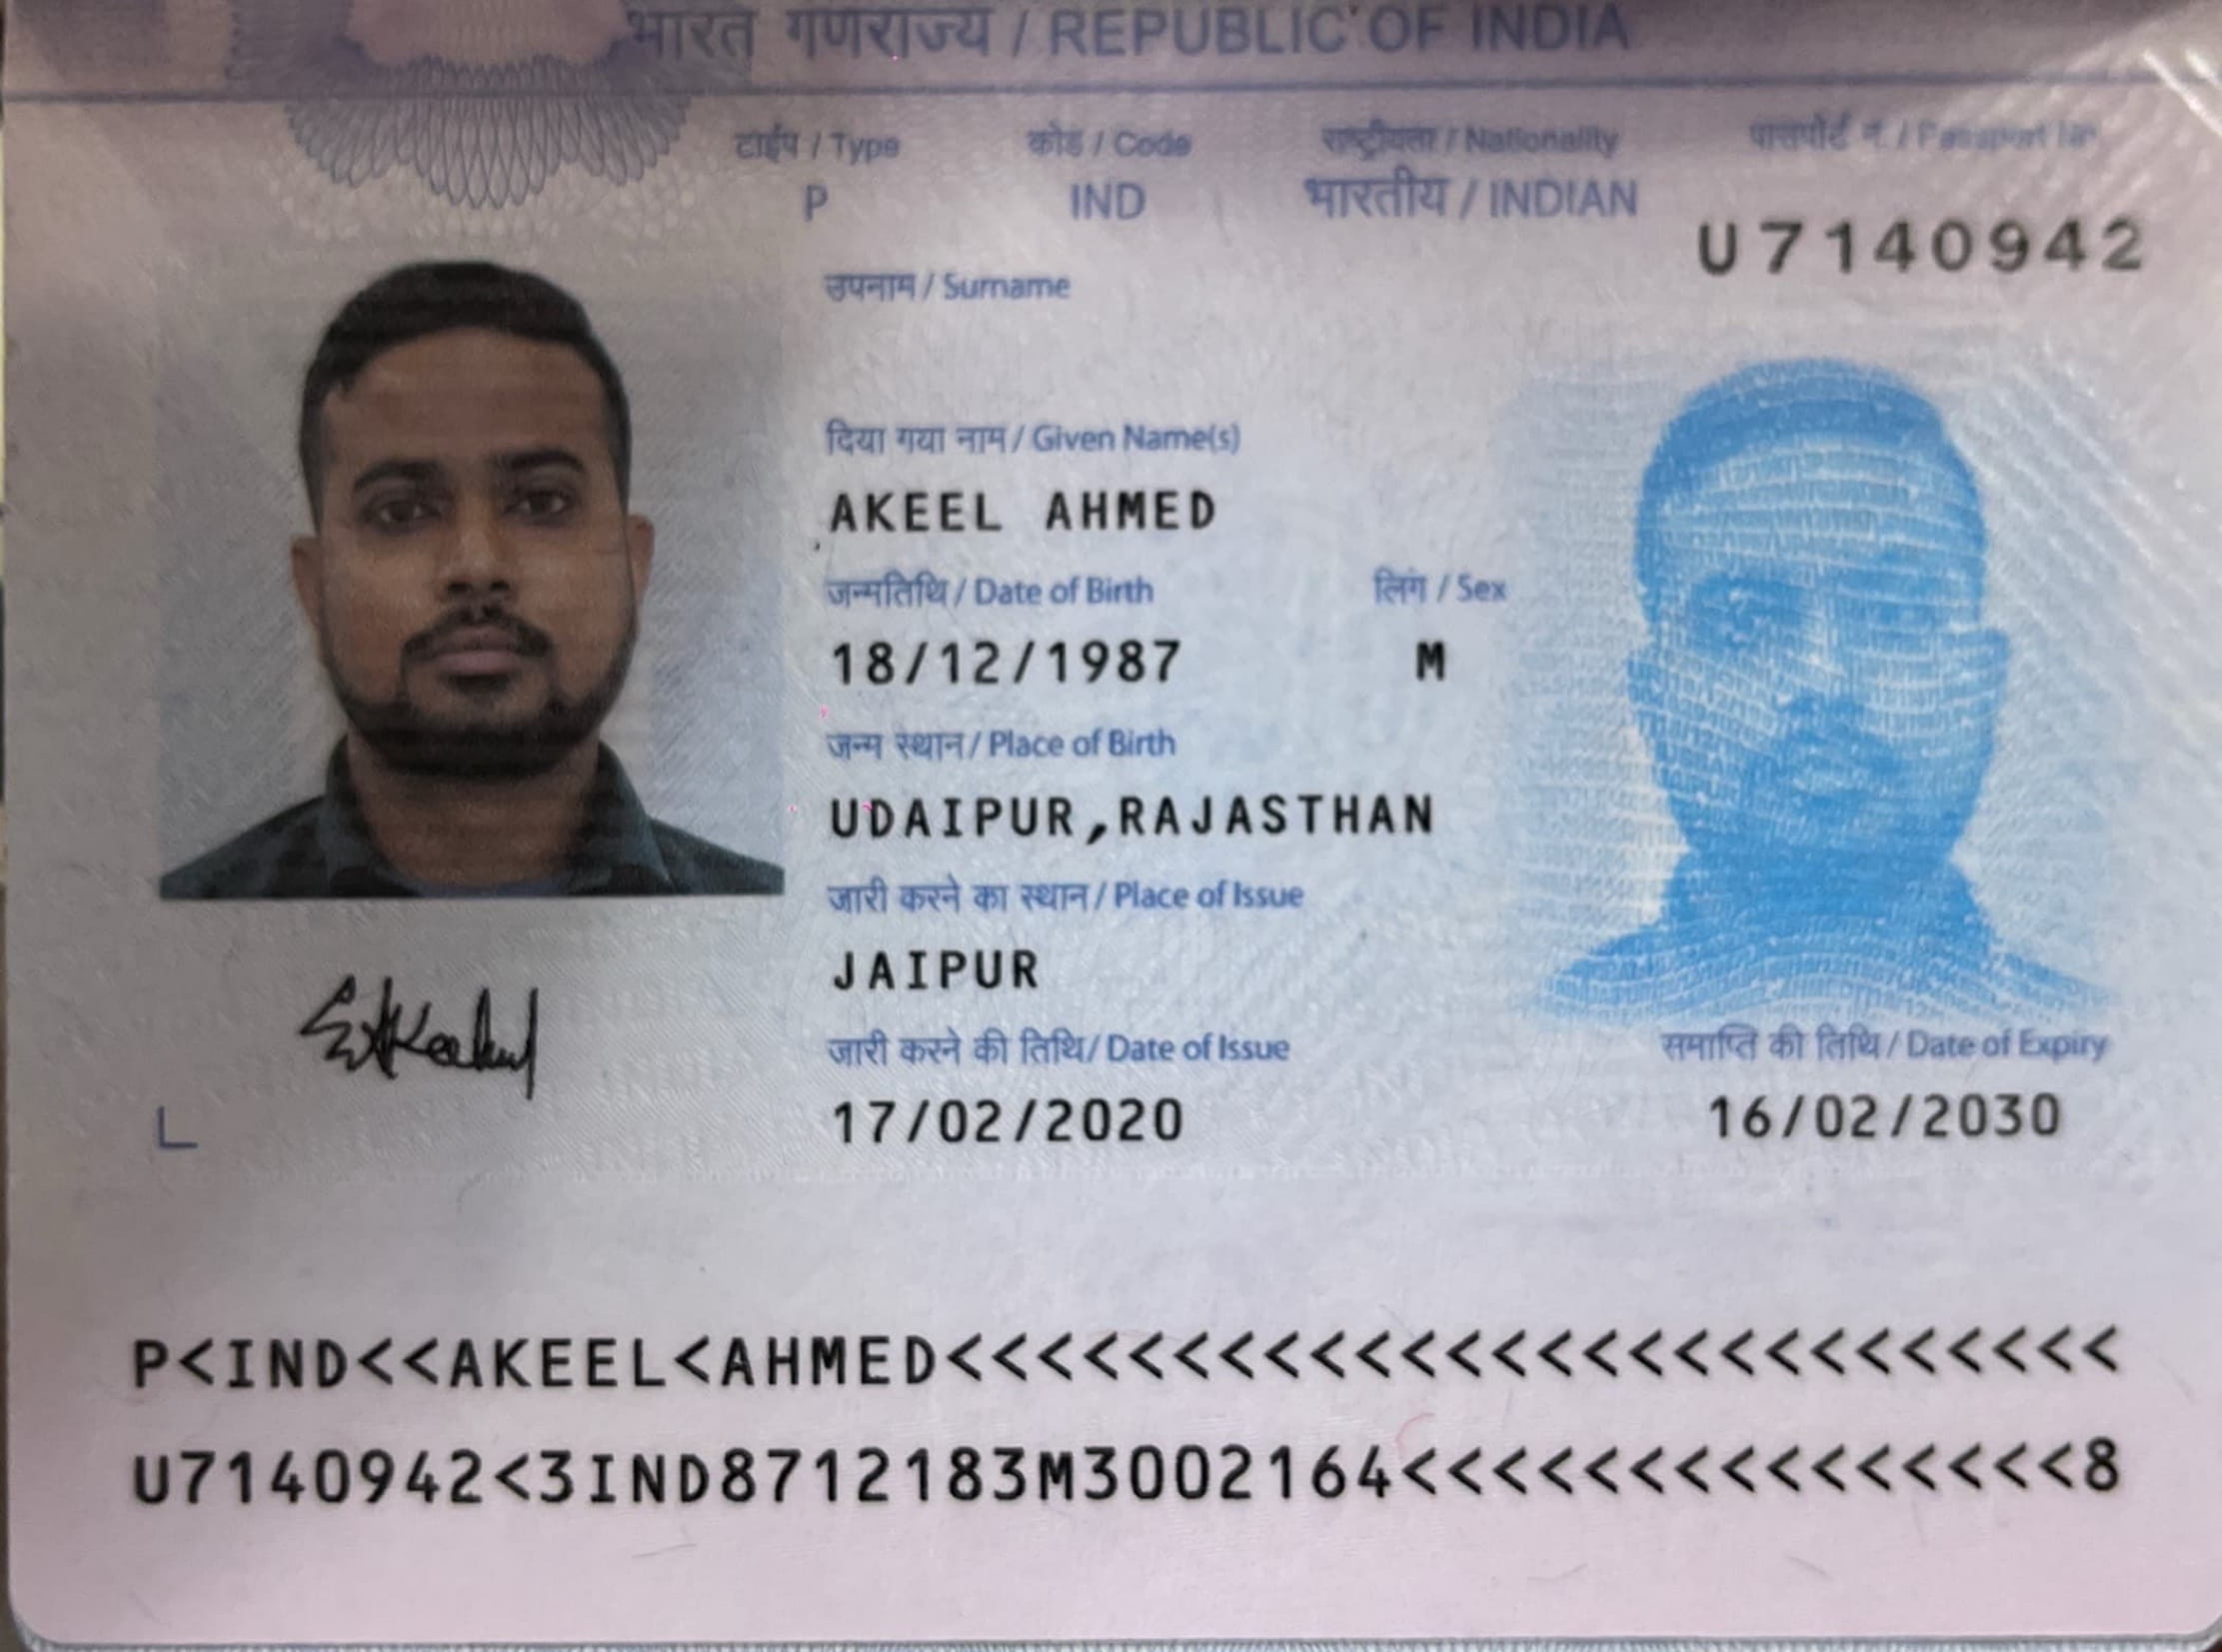 भारत गणराज्य / REPUBLIC OF INDIA
टाईप / Type कोड / Code राष्ट्रीयता / Nationality पासपोर्ट न. / Passport No.
P IND भारतीय / INDIAN
U7140942
उपनाम / Surname
दिया गया नाम / Given Name(s)
AKEEL AHMED
जन्मतिथि / Date of Birth लिंग / Sex
18/12/1987 M
जन्म स्थान / Place of Birth
UDAIPUR,RAJASTHAN
जारी करने का स्थान / Place of Issue
JAIPUR
जारी करने की तिथि / Date of Issue समाप्ति की तिथि / Date of Expiry
17/02/2020 16/02/2030
L
P<IND<<AKEEL<AHMED<<<<<<<<<<<<<<<<<<<<<<<<<<
U7140942<3IND8712183M3002164<<<<<<<<<<<<<<<8